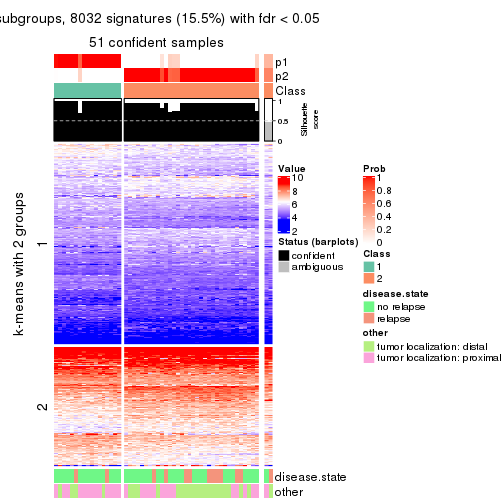 subgroups, 8032 signatures (15.5%) with fdr < 0.05
51 confident samples
p1
p2
Class
1
0.5
0
Silhouette
score
k-means with 2 groups
1
2
Value
10
8
6
4
2
Status (barplots)
confident
ambiguous
Prob
1
0.8
0.6
0.4
0.2
0
Class
1
2
disease.state
no relapse
relapse
other
tumor localization: distal
tumor localization: proximal
disease.state
other